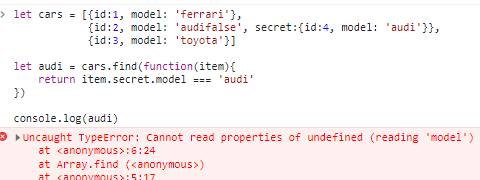 > let cars = [{id:1, model: 'ferrari'},
{id:2, model: 'audifalse', secret:{id:4, model: 'audi'}},
{id:3, model: 'toyota'}]
let audi = cars.find(function(item){
return item.secret.model === 'audi'
})
console.log(audi)
Uncaught TypeError: Cannot read properties of undefined (reading 'model')
at <anonymous>:6:24
at Array.find (<anonymous>)
at <anonymous>:5:17